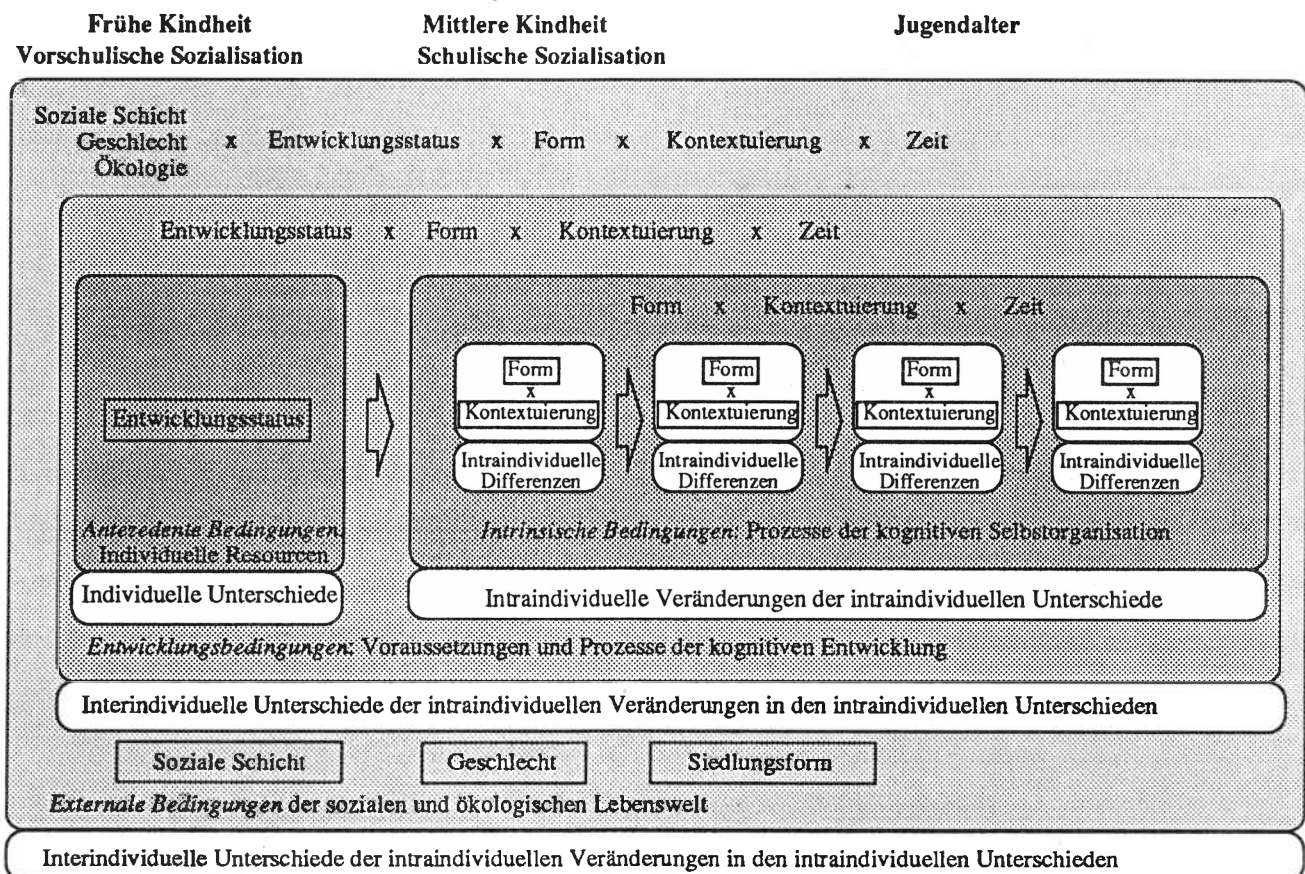 Frühe Kindheit
Mittlere Kindheit
Jugendalter
Vorschulische Sozialisation
Schulische Sozialisation
Soziale Schicht
Geschlecht x Entwicklungsstatus x Form x Kontextuierung x Zeit
Ökologie
Entwicklungsstatus x Form x Kontextuierung x Zeit
Form x Kontextuierung x Zeit
Entwicklungsstatus
Antezedente Bedingungen:
Individuelle Resourcen
Individuelle Unterschiede
Form
x
Kontextuierung
Intraindividuelle
Differenzen
Form
x
Kontextuierung
Intraindividuelle
Differenzen
Form
x
Kontextuierung
Intraindividuelle
Differenzen
Form
x
Kontextuierung
Intraindividuelle
Differenzen
Intrinsische Bedingungen: Prozesse der kognitiven Selbstorganisation
Intraindividuelle Veränderungen der intraindividuellen Unterschiede
Entwicklungsbedingungen: Voraussetzungen und Prozesse der kognitiven Entwicklung
Interindividuelle Unterschiede der intraindividuellen Veränderungen in den intraindividuellen Unterschieden
Soziale Schicht
Geschlecht
Siedlungsform
Externale Bedingungen der sozialen und ökologischen Lebenswelt
Interindividuelle Unterschiede der intraindividuellen Veränderungen in den intraindividuellen Unterschieden